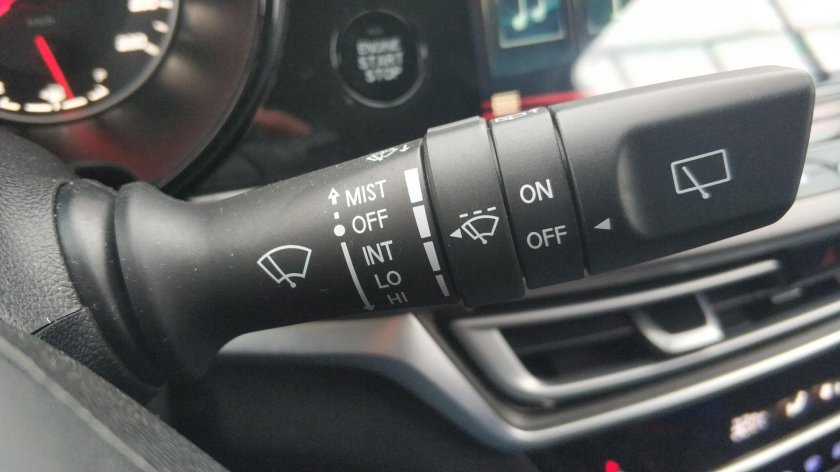 ENGINE
START
STOP
MIST
OFF
INT
LO
HI
ON
OFF